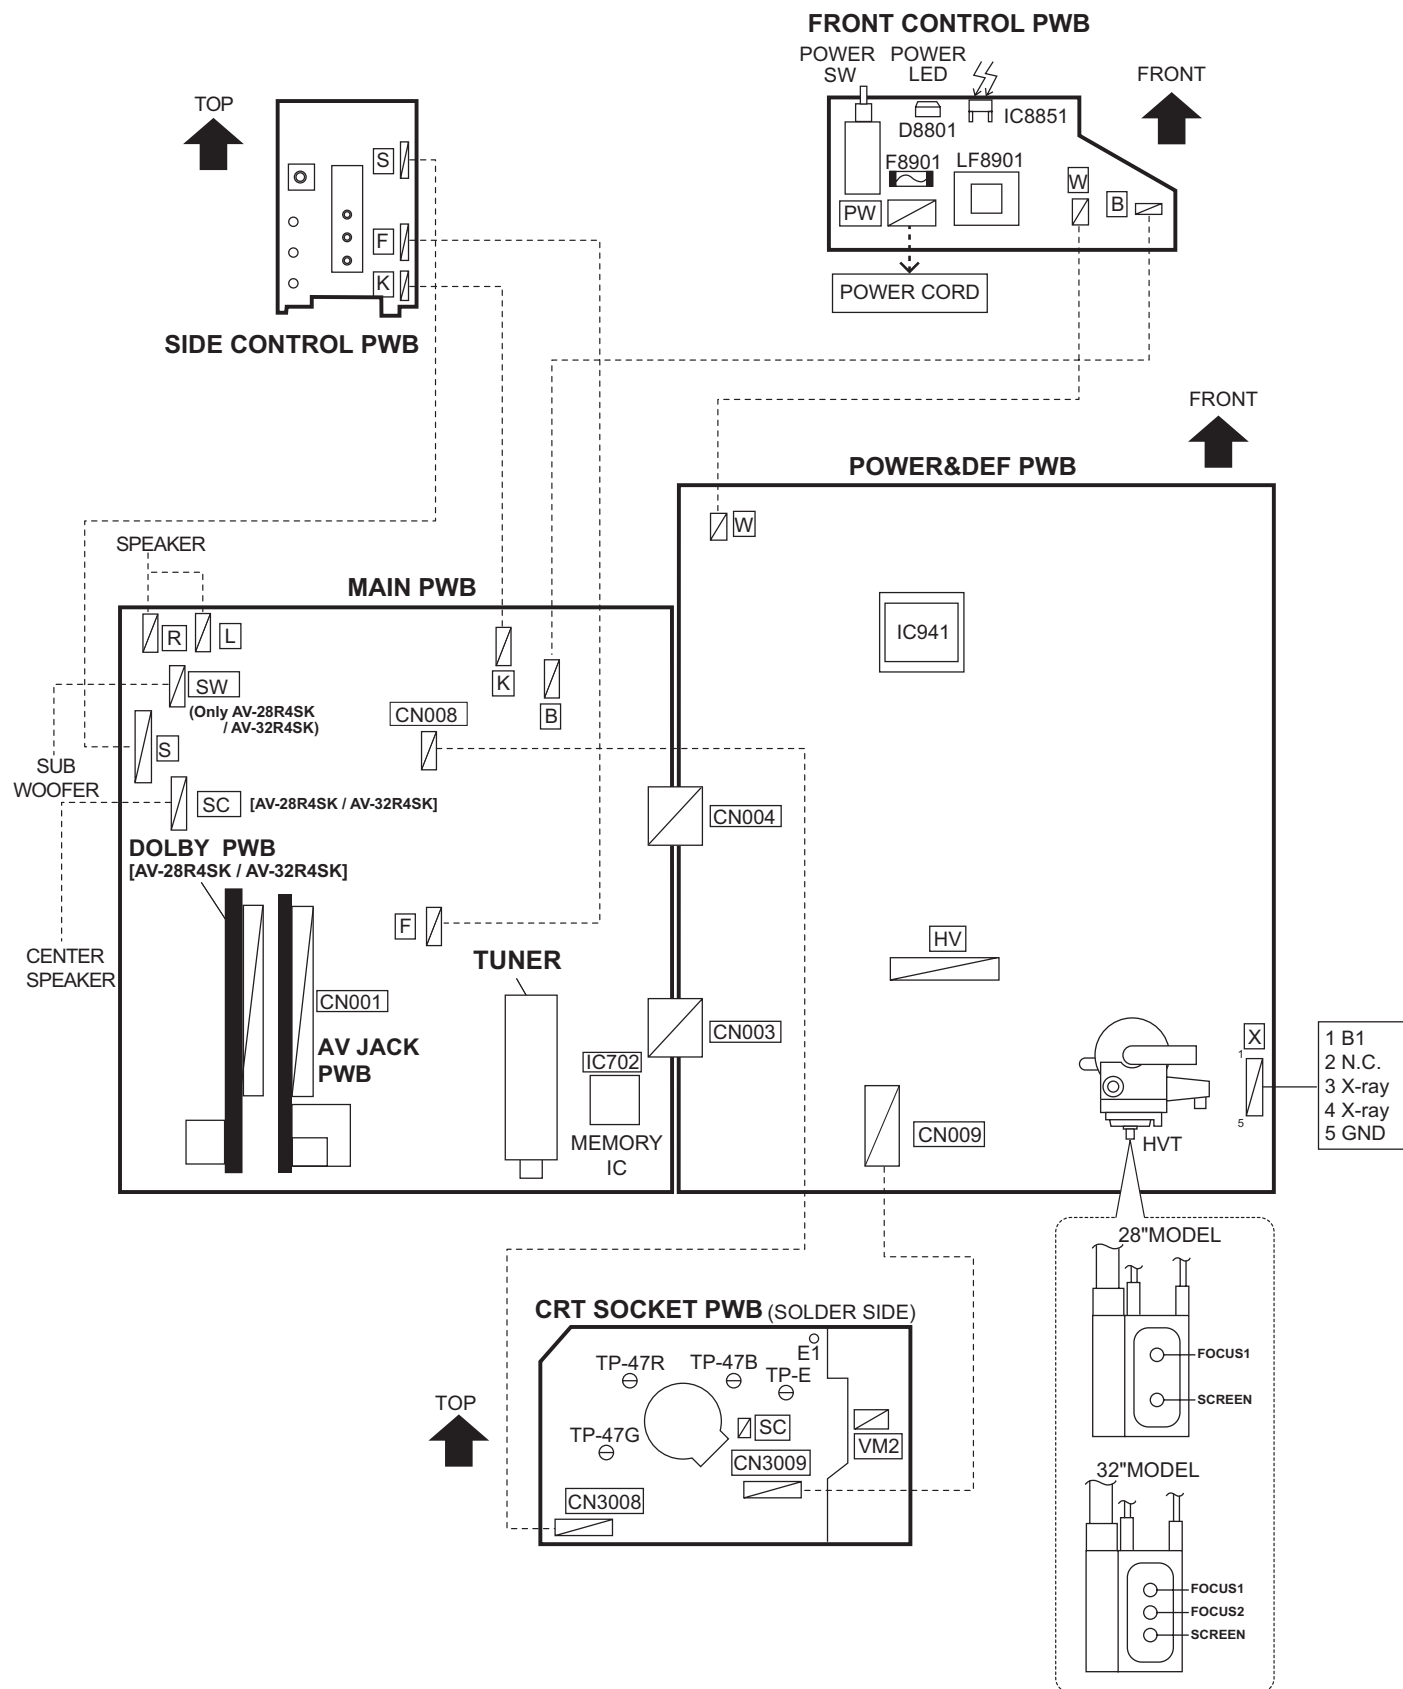 FRONT CONTROL PWB
POWER
SW
POWER
LED
FRONT
TOP
IC8851
D8801
S
F8901
LF8901
W
B
PW
F
K
POWER CORD
SIDE CONTROL PWB
FRONT
POWER&DEF PWB
W
SPEAKER
MAIN PWB
R
L
IC941
K
SW
(Only AV-28R4SK
/ AV-32R4SK)
CN008
B
S
SUB
WOOFER
SC
[AV-28R4SK / AV-32R4SK]
CN004
DOLBY PWB
[AV-28R4SK / AV-32R4SK]
F
HV
CENTER
SPEAKER
TUNER
CN001
CN003
X
1
5
1 B1
2 N.C.
3 X-ray
4 X-ray
5 GND
AV JACK
PWB
IC702
MEMORY
IC
CN009
HVT
28"MODEL
FOCUS1
SCREEN
CRT SOCKET PWB (SOLDER SIDE)
E1
TP-47R
TP-47B
TP-E
TOP
TP-47G
SC
VM2
CN3009
CN3008
32"MODEL
FOCUS1
FOCUS2
SCREEN